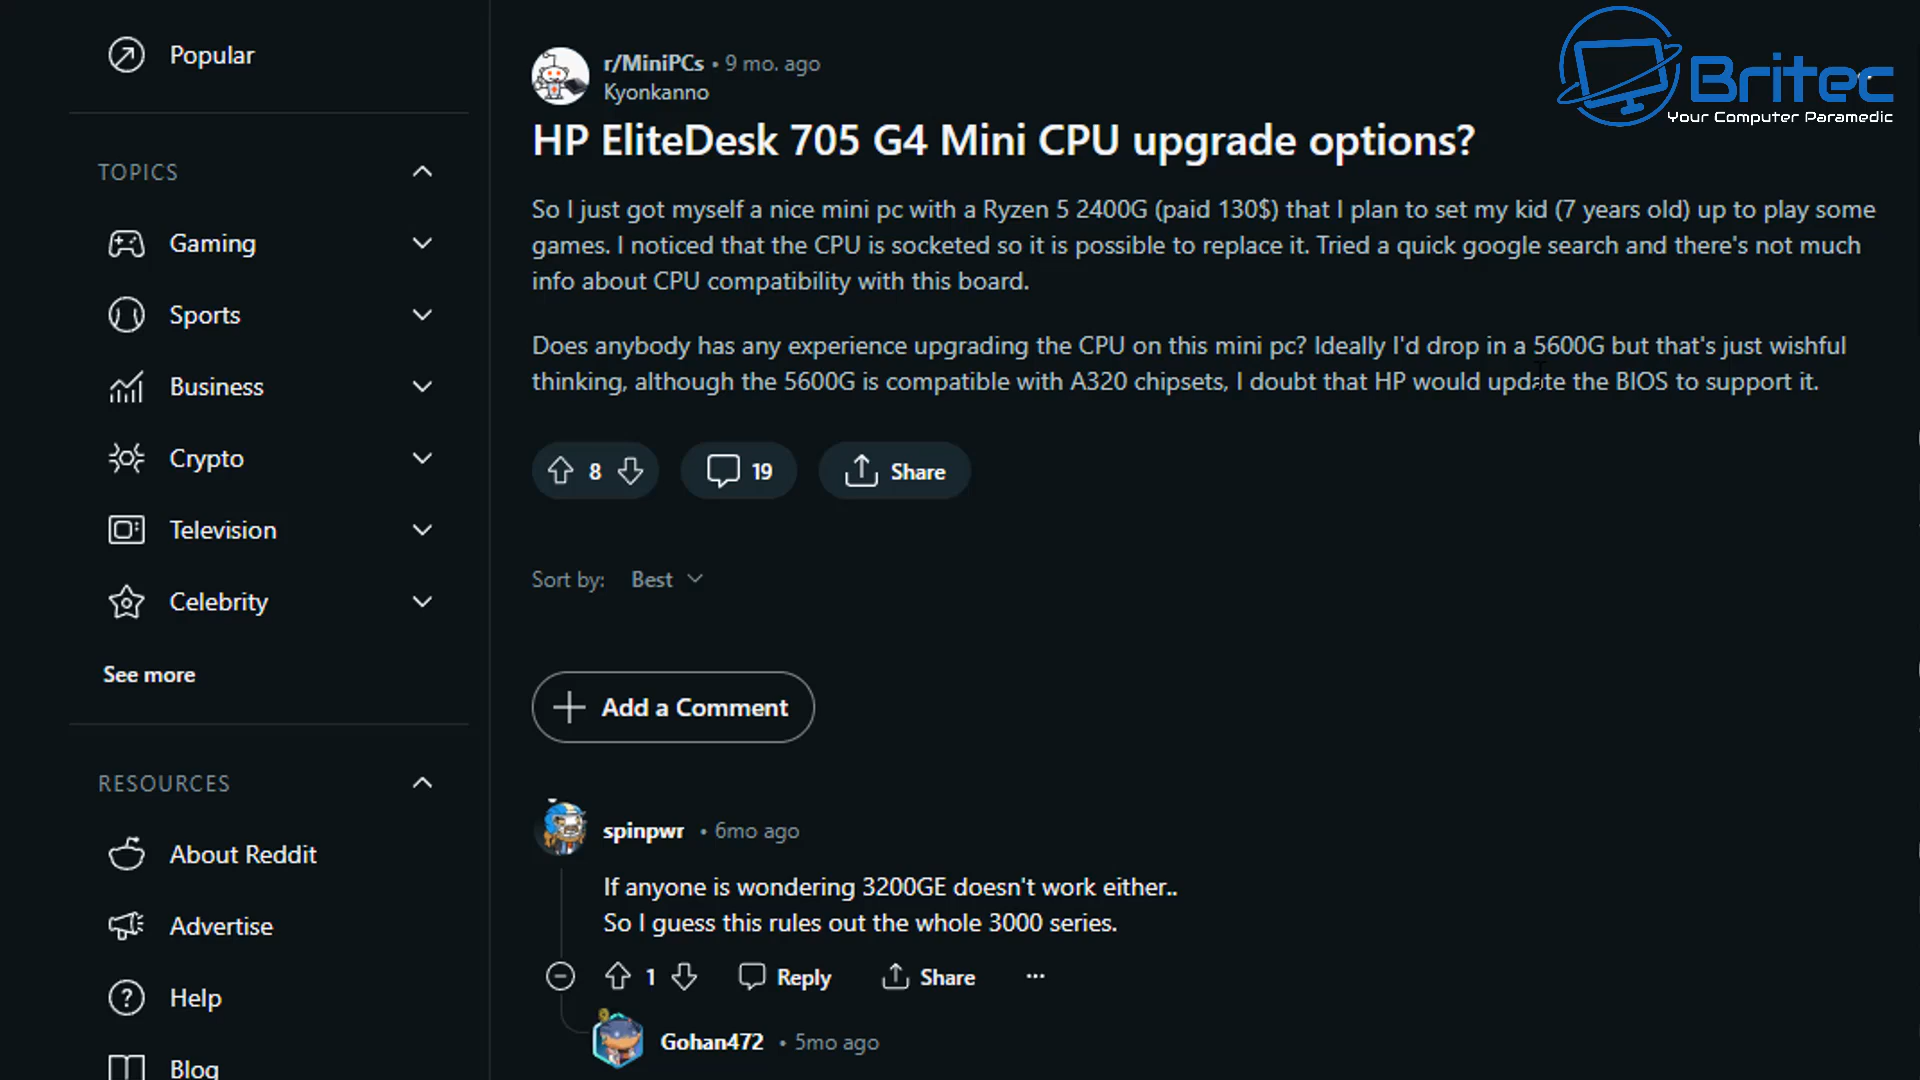 Popular
TOPICS
Gaming
Sports
Business
Crypto
Television
Celebrity
See more
RESOURCES
About Reddit
Advertise
Help
Blog
r/MiniPCs • 9 mo. ago
Kyonkanno
HP EliteDesk 705 G4 Mini CPU upgrade options?
So I just got myself a nice mini pc with a Ryzen 5 2400G (paid 130$) that I plan to set my kid (7 years old) up to play some
games. I noticed that the CPU is socketed so it is possible to replace it. Tried a quick google search and there's not much
info about CPU compatibility with this board.
Does anybody has any experience upgrading the CPU on this mini pc? Ideally I'd drop in a 5600G but that's just wishful
thinking, although the 5600G is compatible with A320 chipsets, I doubt that HP would update the BIOS to support it.
8
19
Share
Sort by: Best
Add a Comment
spinpwr • 6mo ago
If anyone is wondering 3200GE doesn't work either..
So I guess this rules out the whole 3000 series.
1
Reply
Share
...
Gohan472 • 5mo ago
Britec
Your Computer Paramedic